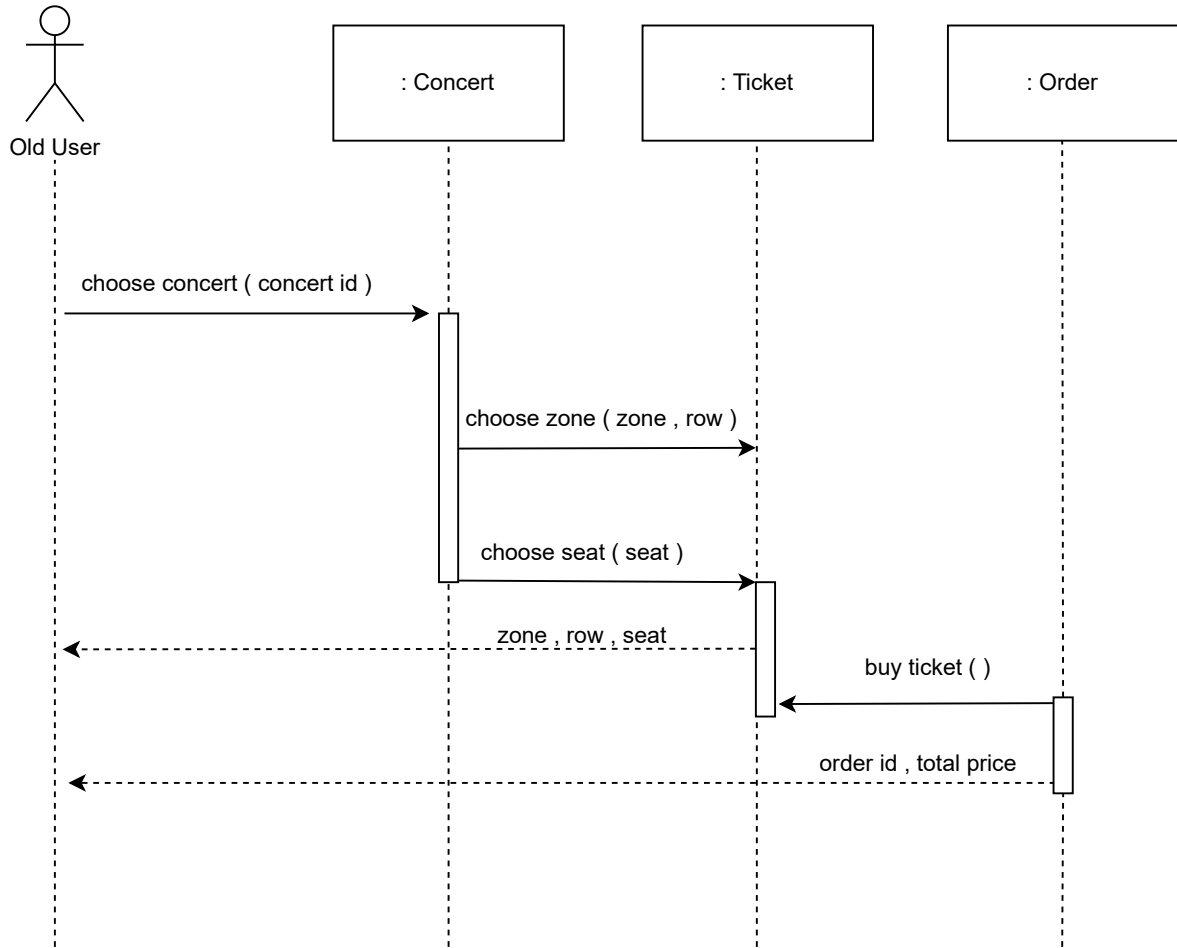 Old User
: Concert
: Ticket
: Order
choose concert ( concert id )
choose zone ( zone , row )
choose seat ( seat )
zone , row , seat
buy ticket ( )
order id , total price